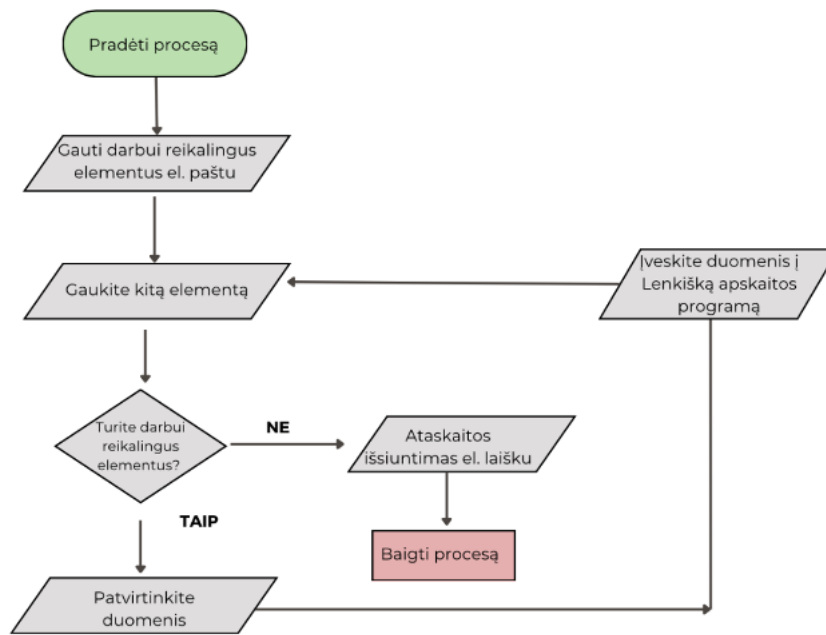 Pradėti procesą
Gauti darbui reikalingus
elementus el. paštu
Gaukite kitą elementą
Įveskite duomenis į
Lenkišką apskaitos
programą
Turite darbui
reikalingus
elementus?
NE
Ataskaitos
išsiuntimas el. laišku
TAIP
Baigti procesą
Patvirtinkite
duomenis